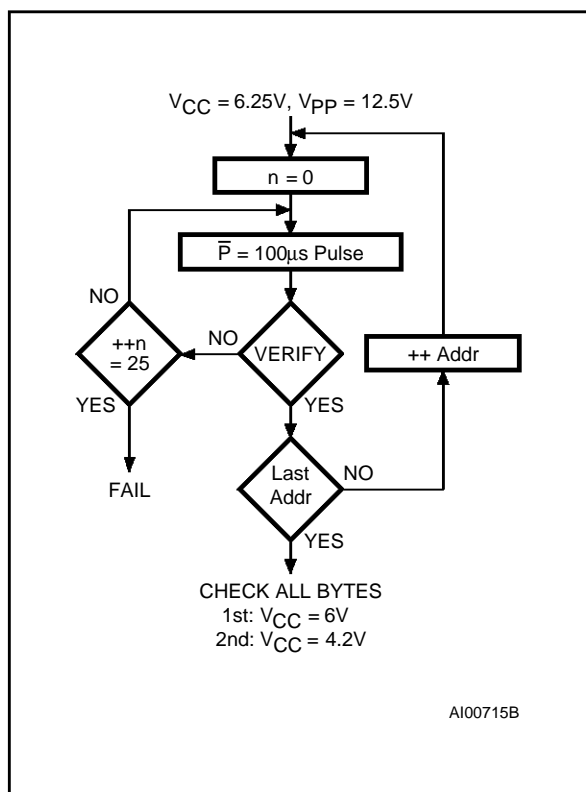 VCC = 6.25V, VPP = 12.5V
n = 0
P̅ = 100µs Pulse
NO
++n
= 25
NO
VERIFY
++ Addr
YES
YES
FAIL
Last
Addr
NO
YES
CHECK ALL BYTES
1st: VCC = 6V
2nd: VCC = 4.2V
AI00715B